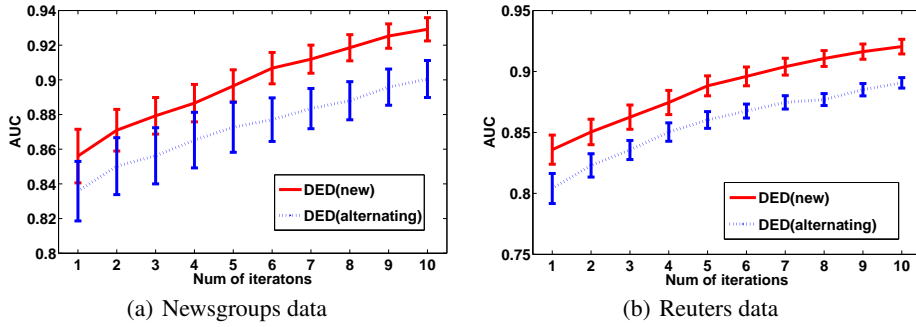 0.94
0.92
0.9
0.88
0.86
0.84
0.82
0.8
AUC
1 2 3 4 5 6 7 8 9 10
Num of iteratons
DED(new)
DED(alternating)
(a) Newsgroups data
0.95
0.9
0.85
0.8
0.75
AUC
1 2 3 4 5 6 7 8 9 10
Num of iterations
DED(new)
DED(alternating)
(b) Reuters data